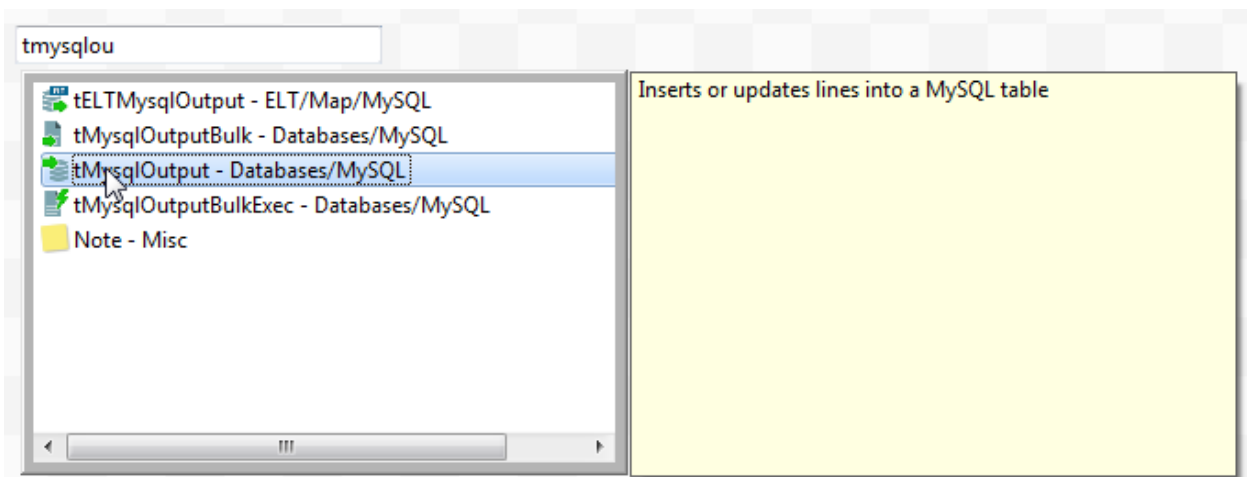 tmysqlou
tELTMysqlOutput - ELT/Map/MySQL
tMysqlOutputBulk - Databases/MySQL
tMysqlOutput - Databases/MySQL
tMysqlOutputBulkExec - Databases/MySQL
Note - Misc
Inserts or updates lines into a MySQL table